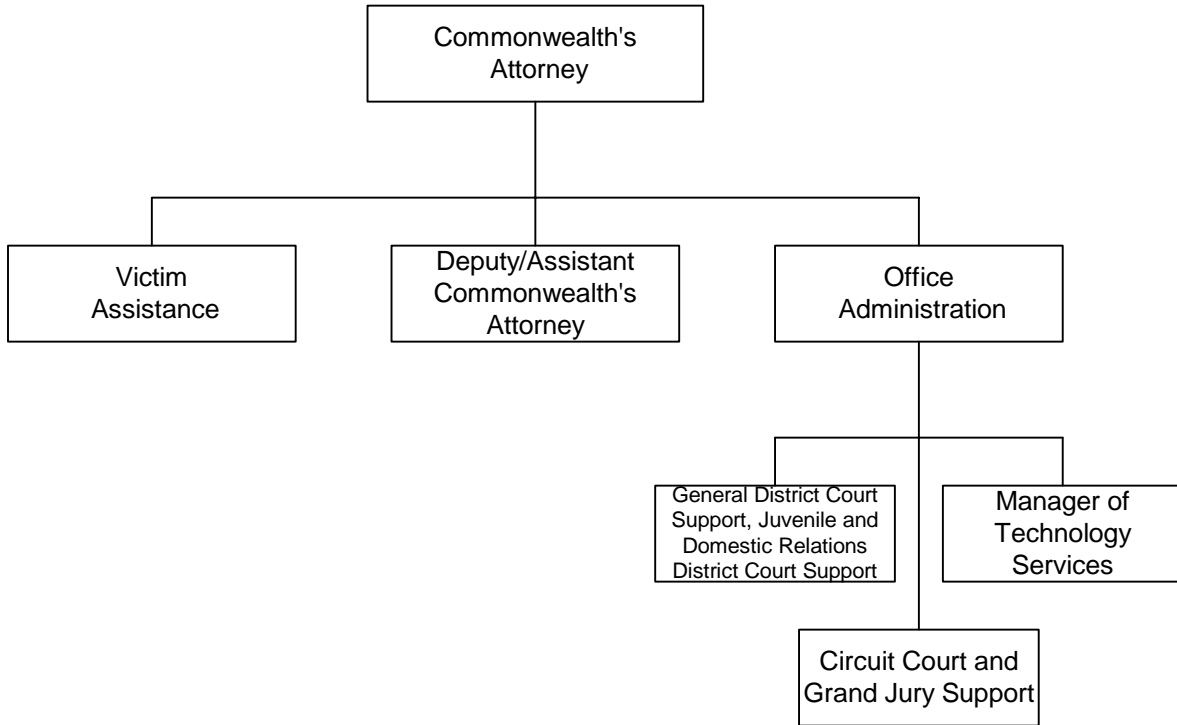 Commonwealth's
Attorney
Victim
Assistance
Deputy/Assistant
Commonwealth's
Attorney
Office
Administration
General District Court
Support, Juvenile and
Domestic Relations
District Court Support
Manager of
Technology
Services
Circuit Court and
Grand Jury Support